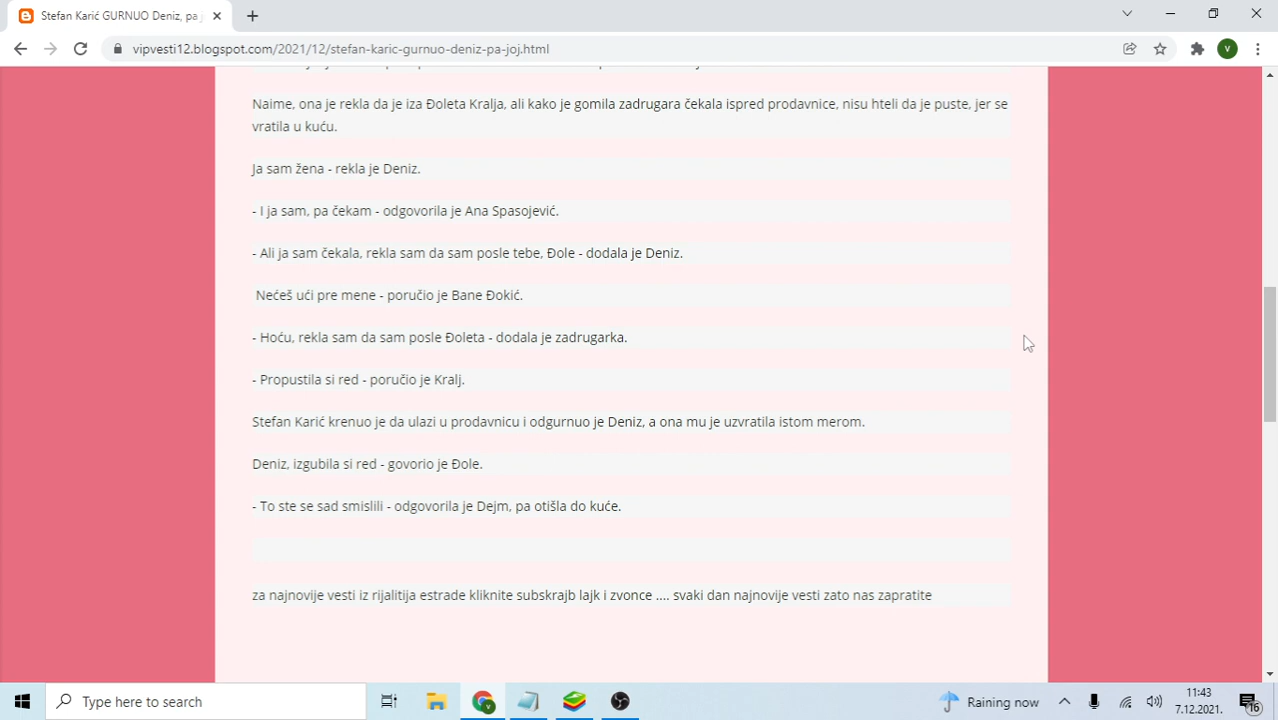 Stefan Karić GURNUO Deniz, pa j
vipvesti12.blogspot.com/2021/12/stefan-karic-gurnuo-deniz-pa-joj.html
V
Naime, ona je rekla da je iza Đoleta Kralja, ali kako je gomila zadrugara čekala ispred prodavnice, nisu hteli da je puste, jer se
vratila u kuću.
Ja sam žena - rekla je Deniz.
- I ja sam, pa čekam - odgovorila je Ana Spasojević.
- Ali ja sam čekala, rekla sam da sam posle tebe, Đole - dodala je Deniz.
Nećeš ući pre mene - poručio je Bane Đokić.
- Hoću, rekla sam da sam posle Đoleta - dodala je zadrugarka.
- Propustila si red - poručio je Kralj.
Stefan Karić krenuo je da ulazi u prodavnicu i odgurnuo je Deniz, a ona mu je uzvratila istom merom.
Deniz, izgubila si red - govorio je Đole.
- To ste se sad smislili - odgovorila je Dejm, pa otišla do kuće.
za najnovije vesti iz rijalitija estrade kliknite subskrajb lajk i zvonce .... svaki dan najnovije vesti zato nas zapratite
Type here to search
Raining now
11:43
7.12.2021.
16